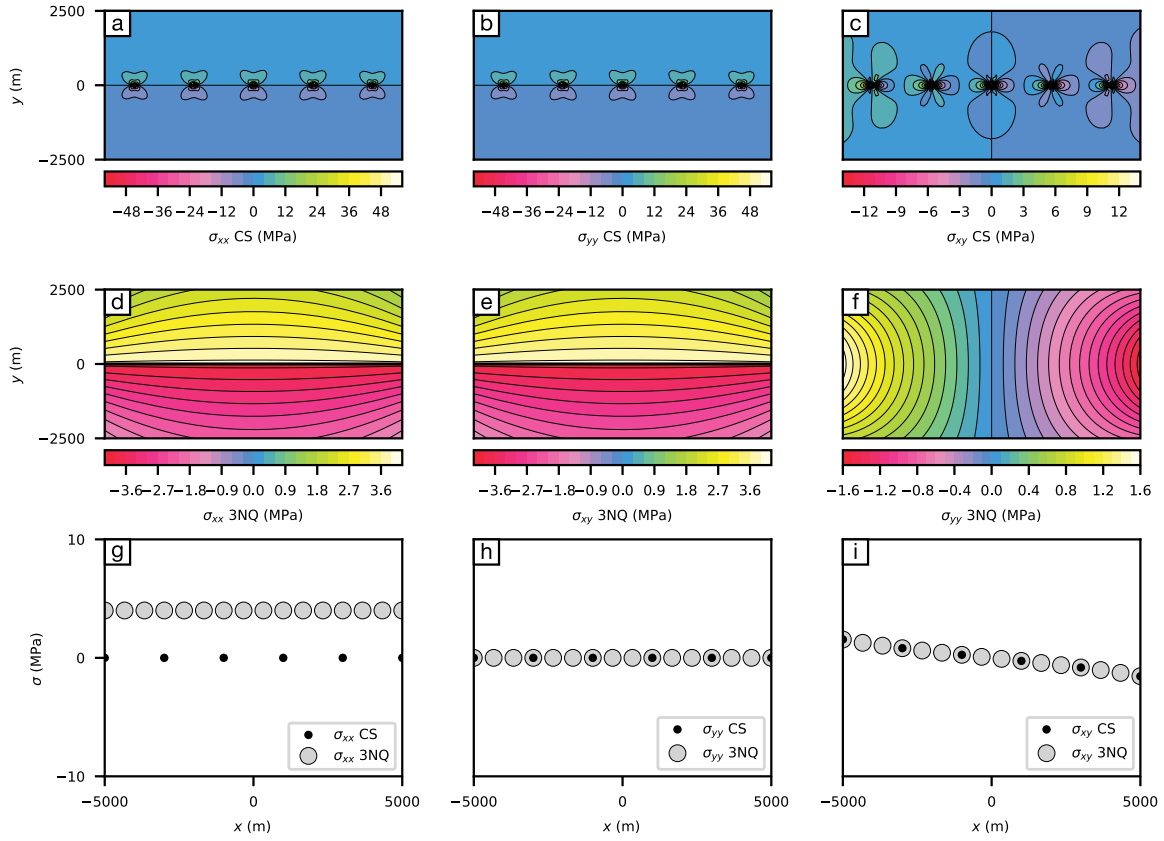 a
b
c
2500
0
−2500
y (m)
−48 −36 −24 −12 0 12 24 36 48
σxx CS (MPa)
−48 −36 −24 −12 0 12 24 36 48
σyy CS (MPa)
−12 −9 −6 −3 0 3 6 9 12
σxy CS (MPa)
d
e
f
2500
0
−2500
y (m)
−3.6 −2.7 −1.8 −0.9 0.0 0.9 1.8 2.7 3.6
σxx 3NQ (MPa)
−3.6 −2.7 −1.8 −0.9 0.0 0.9 1.8 2.7 3.6
σxy 3NQ (MPa)
−1.6 −1.2 −0.8 −0.4 0.0 0.4 0.8 1.2 1.6
σyy 3NQ (MPa)
g
h
i
10
0
−10
σ (MPa)
σxx CS
σxx 3NQ
σyy CS
σyy 3NQ
σxy CS
σxy 3NQ
−5000 0 5000
x (m)
−5000 0 5000
x (m)
−5000 0 5000
x (m)